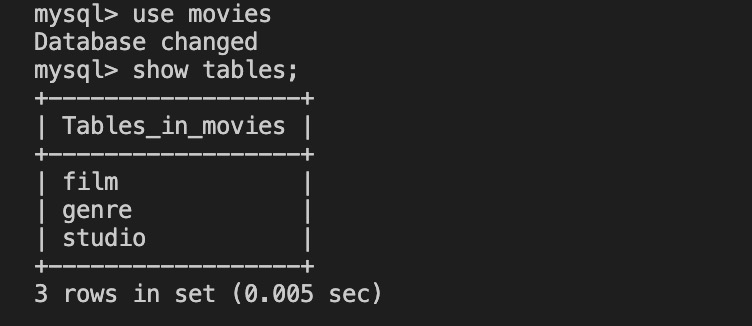 mysql> use movies
Database changed
mysql> show tables;
+------------------+
| Tables_in_movies |
+------------------+
| film             |
| genre            |
| studio           |
+------------------+
3 rows in set (0.005 sec)